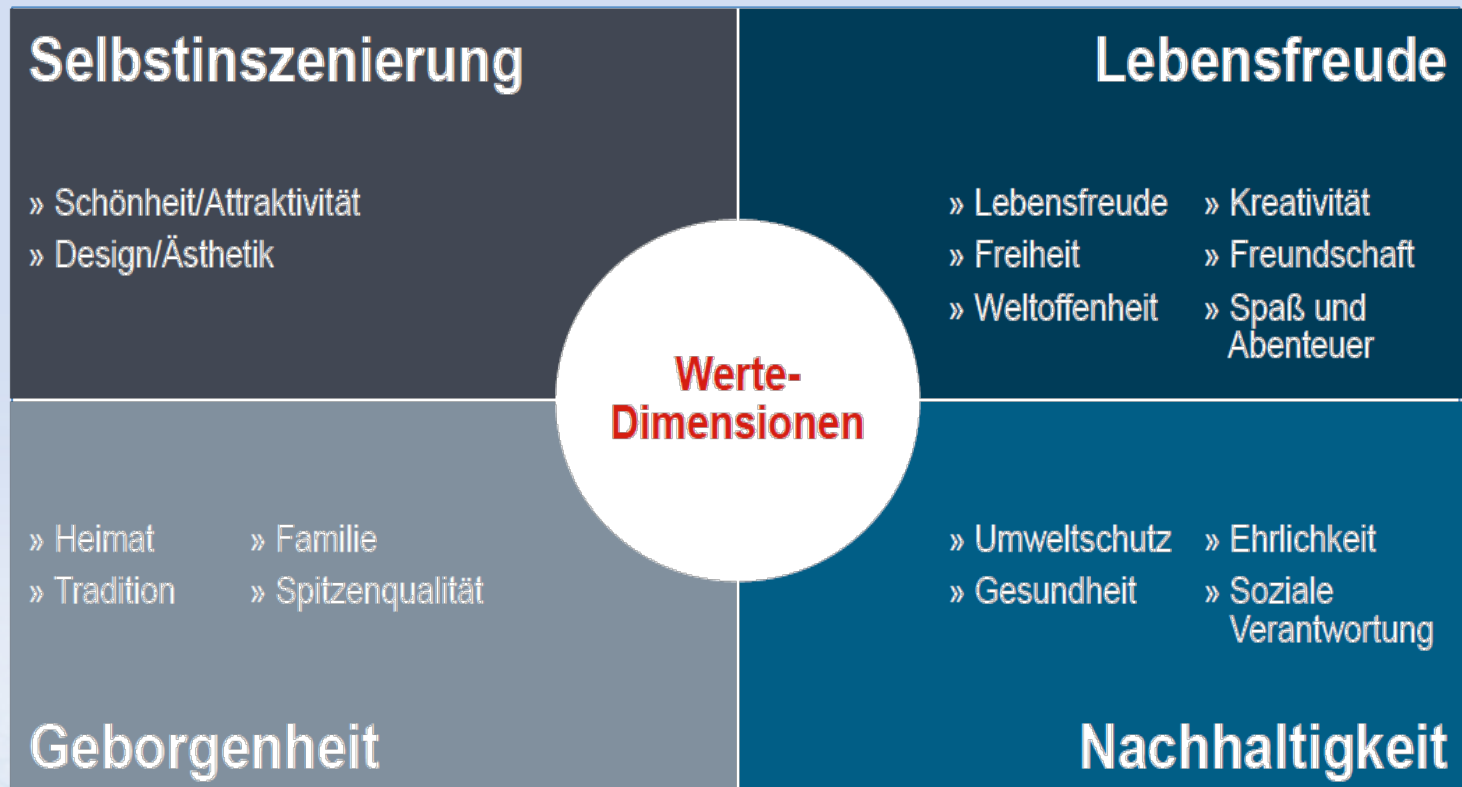 Selbstinszenierung
» Schönheit/Attraktivität
» Design/Ästhetik
Lebensfreude
» Lebensfreude
» Freiheit
» Weltoffenheit
» Kreativität
» Freundschaft
» Spaß und
Abenteuer
Werte-
Dimensionen
» Heimat
» Tradition
» Familie
» Spitzenqualität
Geborgenheit
» Umweltschutz
» Gesundheit
» Ehrlichkeit
» Soziale
Verantwortung
Nachhaltigkeit